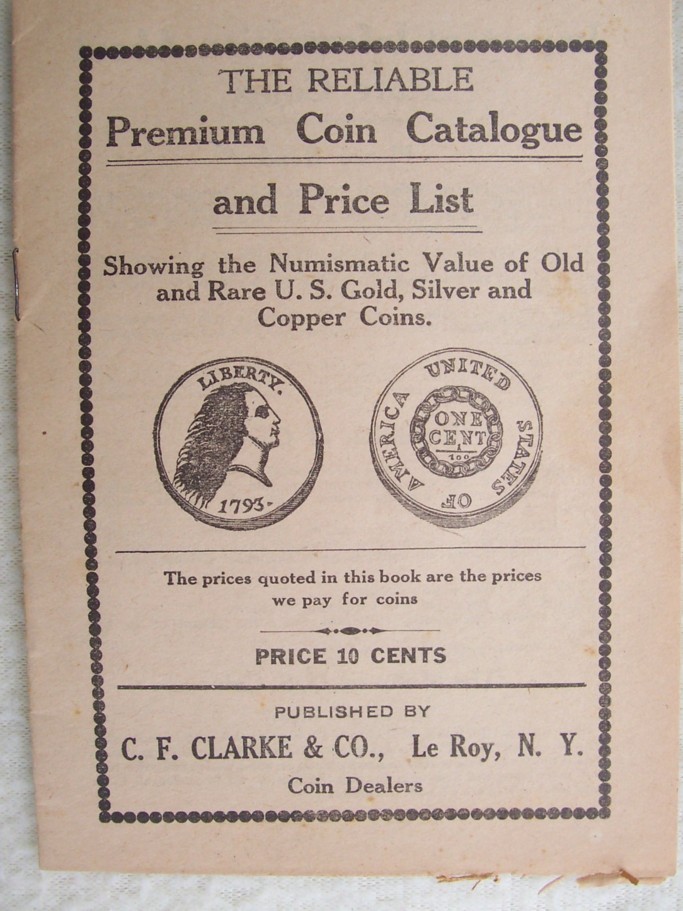 THE RELIABLE
Premium Coin Catalogue
and Price List
Showing the Numismatic Value of Old
and Rare U. S. Gold, Silver and
Copper Coins.
LIBERTY.
1793-
UNITED STATES OF AMERICA
ONE
CENT
1/100
The prices quoted in this book are the prices
we pay for coins
PRICE 10 CENTS
PUBLISHED BY
C. F. CLARKE & CO., Le Roy, N. Y.
Coin Dealers